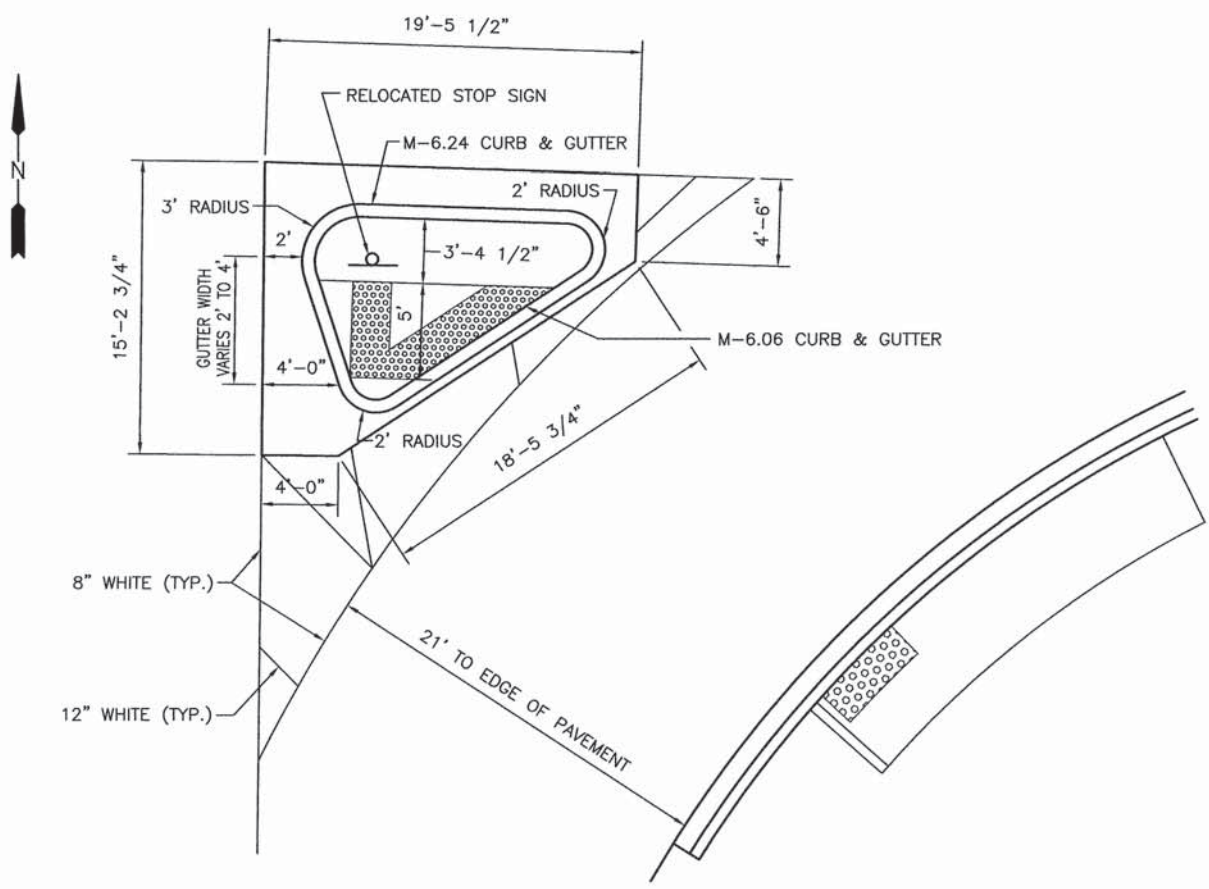 19'-5 1/2"
RELOCATED STOP SIGN
M-6.24 CURB & GUTTER
N
2' RADIUS
3' RADIUS
4'-6"
2'
3'-4 1/2"
15'-2 3/4"
GUTTER WIDTH
VARIES 2' TO 4'
5'
M-6.06 CURB & GUTTER
4'-0"
2' RADIUS
18'-5 3/4"
4'-0"
8" WHITE (TYP.)
21' TO EDGE OF PAVEMENT
12" WHITE (TYP.)